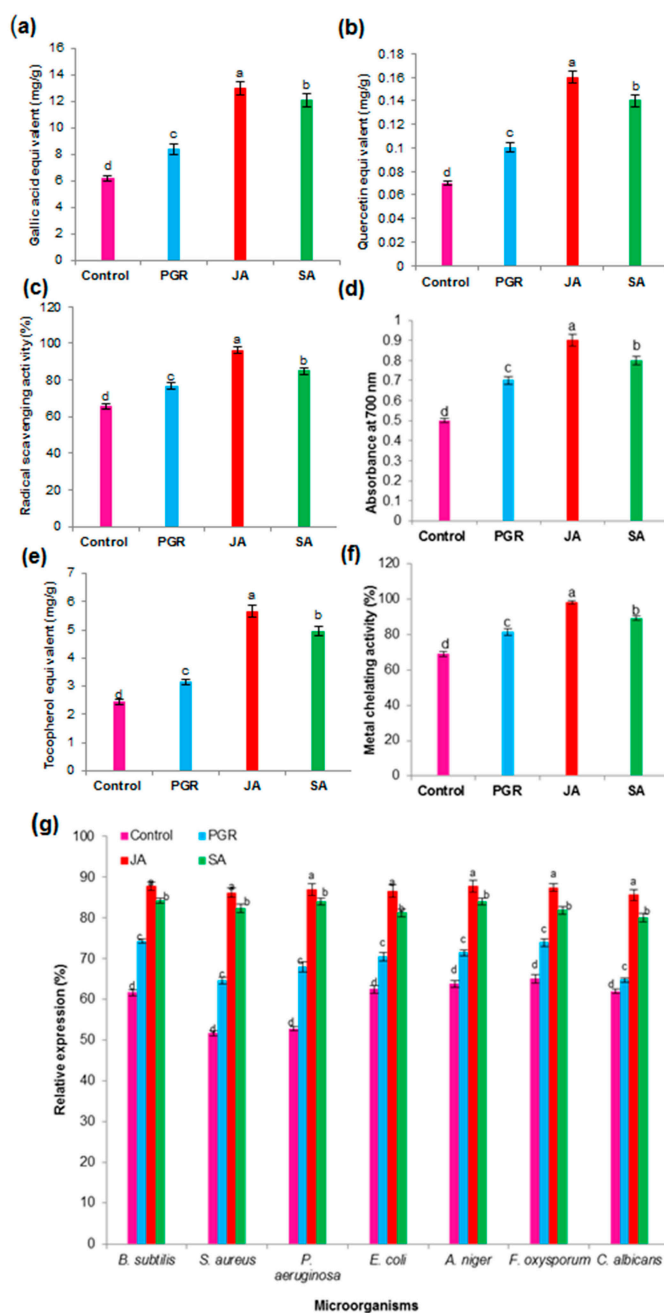 (a)
Gallic acid equivalent (mg/g)
16
14
12
10
8
6
4
2
0
d
c
a
b
Control PGR JA SA
(b)
Quercetin equivalent (mg/g)
0.18
0.16
0.14
0.12
0.1
0.08
0.06
0.04
0.02
0
d
c
a
b
Control PGR JA SA
(c)
Radical scavenging activity (%)
120
100
80
60
40
20
0
d
c
a
b
Control PGR JA SA
(d)
Absorbance at 700 nm
1
0.9
0.8
0.7
0.6
0.5
0.4
0.3
0.2
0.1
0
d
c
a
b
Control PGR JA SA
(e)
Tocopherol equivalent (mg/g)
7
6
5
4
3
2
1
0
d
c
a
b
Control PGR JA SA
(f)
Metal chelating activity (%)
120
100
80
60
40
20
0
d
c
a
b
Control PGR JA SA
(g)
Relative expression (%)
100
90
80
70
60
50
40
30
20
10
0
Control PGR
JA SA
d c a b
d c a b
d c a b
d c a b
d c a b
d c a b
d c a b
B. subtilis S. aureus P. aeruginosa E. coli A. niger F. oxysporum C. albicans
Microorganisms